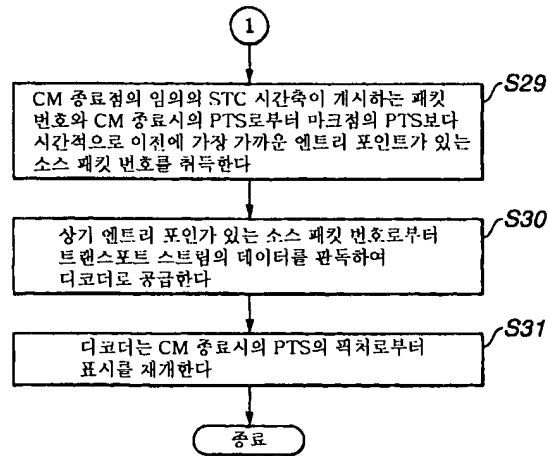 1
S29
CM 종료점의 임의의 STC 시간축이 개시하는 패킷
번호와 CM 종료시의 PTS로부터 마크점의 PTS보다
시간적으로 이전에 가장 가까운 엔트리 포인트가 있는
소스 패킷 번호를 취득한다
S30
상기 엔트리 포인가 있는 소스 패킷 번호로부터
트랜스포트 스트림의 데이터를 판독하여
디코더로 공급한다
S31
디코더는 CM 종료시의 PTS의 픽처로부터
표시를 재개한다
종료